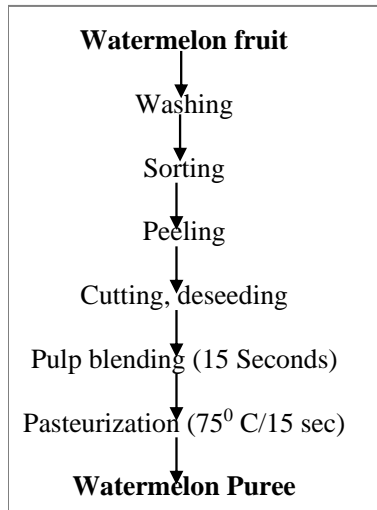 Watermelon fruit
Washing
Sorting
Peeling
Cutting, deseeding
Pulp blending (15 Seconds)
Pasteurization (75⁰ C/15 sec)
Watermelon Puree